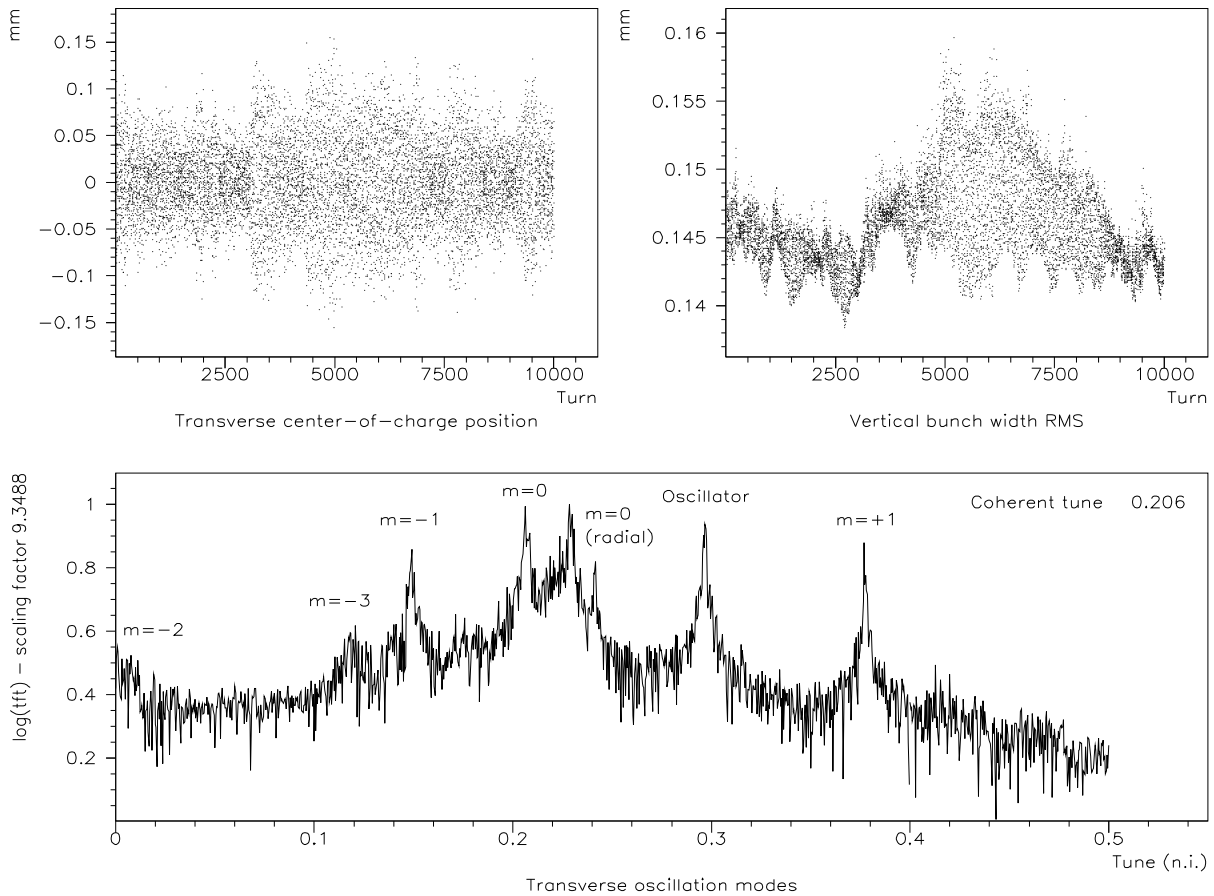 mm
0.15
0.1
0.05
0
−0.05
−0.1
−0.15
2500 5000 7500 10000
Turn
Transverse center−of−charge position
mm
0.16
0.155
0.15
0.145
0.14
2500 5000 7500 10000
Turn
Vertical bunch width RMS
log(tft) − scaling factor 9.3488
1
0.8
0.6
0.4
0.2
m=−2
m=−3
m=−1
m=0
m=0
(radial)
Oscillator
m=+1
Coherent tune 0.206
0 0.1 0.2 0.3 0.4 0.5
Tune (n.i.)
Transverse oscillation modes